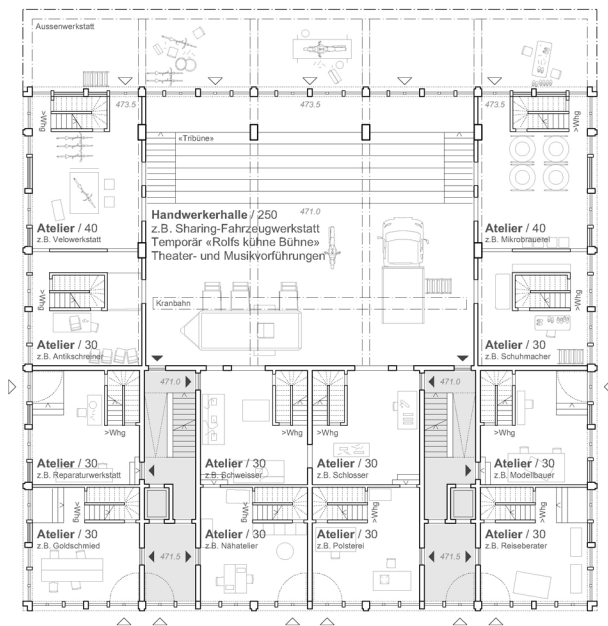 Aussenwerkstatt
473.5
473.5
473.5
>Whg
>Whg
«Tribüne»
Atelier / 40
z.B. Velowerkstatt
Handwerkerhalle / 250
471.0
z.B. Sharing-Fahrzeugwerkstatt
Temporär «Rolfs kühne Bühne»
Theater- und Musikvorführungen
Atelier / 40
z.B. Mikrobrauerei
>Whg
>Whg
Kranbahn
Atelier / 30
z.B. Antikschreiner
Atelier / 30
z.B. Schuhmacher
471.0
471.0
>Whg
>Whg
>Whg
>Whg
Atelier / 30
z.B. Reparaturwerkstatt
Atelier / 30
z.B. Schweisser
Atelier / 30
z.B. Schlosser
Atelier / 30
z.B. Modellbauer
>Whg
>Whg
>Whg
>Whg
Atelier / 30
z.B. Goldschmied
471.5
Atelier / 30
z.B. Nähatelier
Atelier / 30
z.B. Polsterei
471.5
Atelier / 30
z.B. Reiseberater